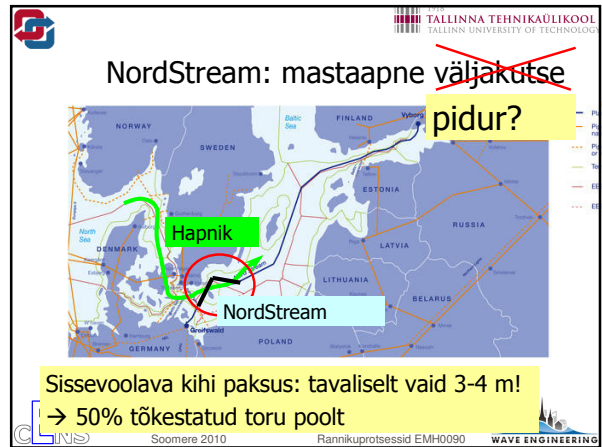 1918
TALLINNA TEHNIKAÜLIKOOL
TALLINN UNIVERSITY OF TECHNOLOGY
NordStream: mastaapne väljakutse
pidur?
Baltic Sea
FINLAND
Vyborg
NORWAY
SWEDEN
ESTONIA
RUSSIA
Hapnik
North Sea
DENMARK
LATVIA
LITHUANIA
BELARUS
NordStream
Greifswald
POLAND
GERMANY
Sissevoolava kihi paksus: tavaliselt vaid 3-4 m!
→ 50% tõkestatud toru poolt
CENS
Soomere 2010
Rannikuprotsessid EMH0090
WAVE ENGINEERING